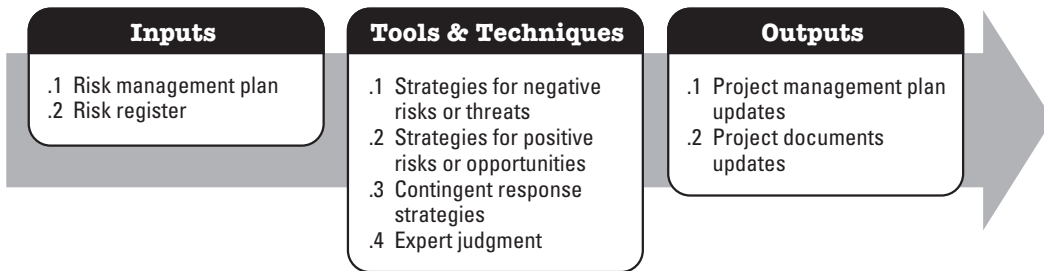 Inputs
.1 Risk management plan
.2 Risk register
Tools & Techniques
.1 Strategies for negative
risks or threats
.2 Strategies for positive
risks or opportunities
.3 Contingent response
strategies
.4 Expert judgment
Outputs
.1 Project management plan
updates
.2 Project documents
updates